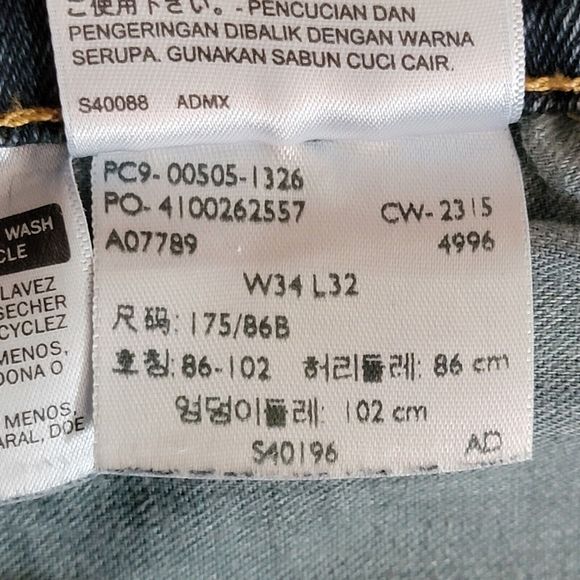 ご使用下さい。- PENCUCIAN DAN
PENGERINGAN DIBALIK DENGAN WARNA
SERUPA. GUNAKAN SABUN CUCI CAIR.
S40088 ADMX
WASH
CLE
LAVEZ
SECHER
CYCLEZ
MENOS,
DONA O
MENOS,
ARAL, DOE
PC9- 00505-1326
PO- 4100262557 CW- 2315
A07789 4996
W34 L32
尺码: 175/86B
호칭: 86-102 허리둘레: 86 cm
엉덩이둘레: 102 cm
S40196 AD